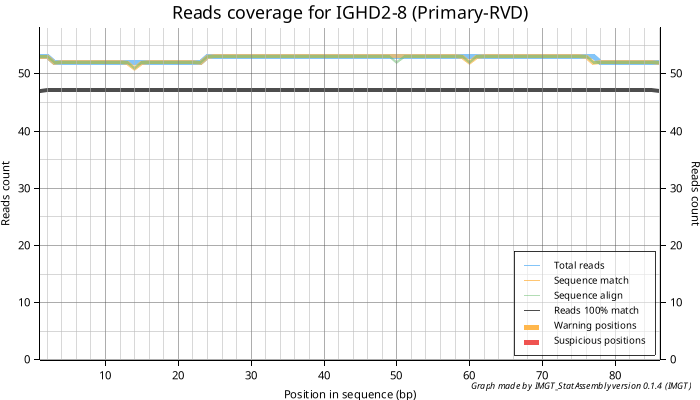 Reads coverage for IGHD2-8 (Primary-RVD)
50 50
40 40
30 30
20 20
10 10
0 0
Reads count
Reads count
Total reads
Sequence match
Sequence align
Reads 100% match
Warning positions
Suspicious positions
10 20 30 40 50 60 70 80
Position in sequence (bp)
Graph made by IMGT_StatAssembly version 0.1.4 (IMGT)